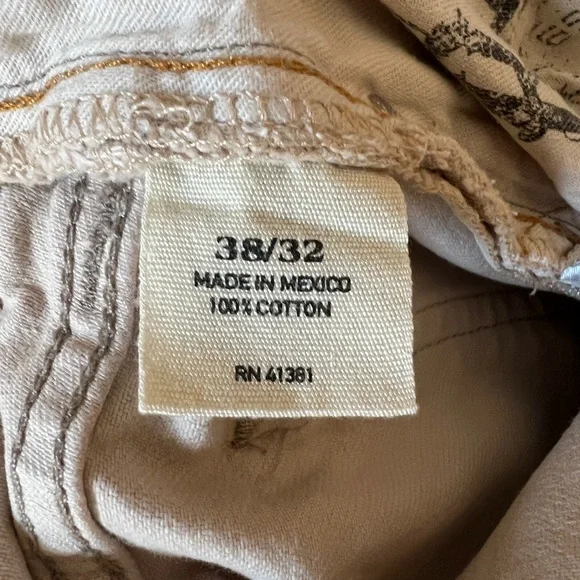 38/32
MADE IN MEXICO
100% COTTON
RN 41381